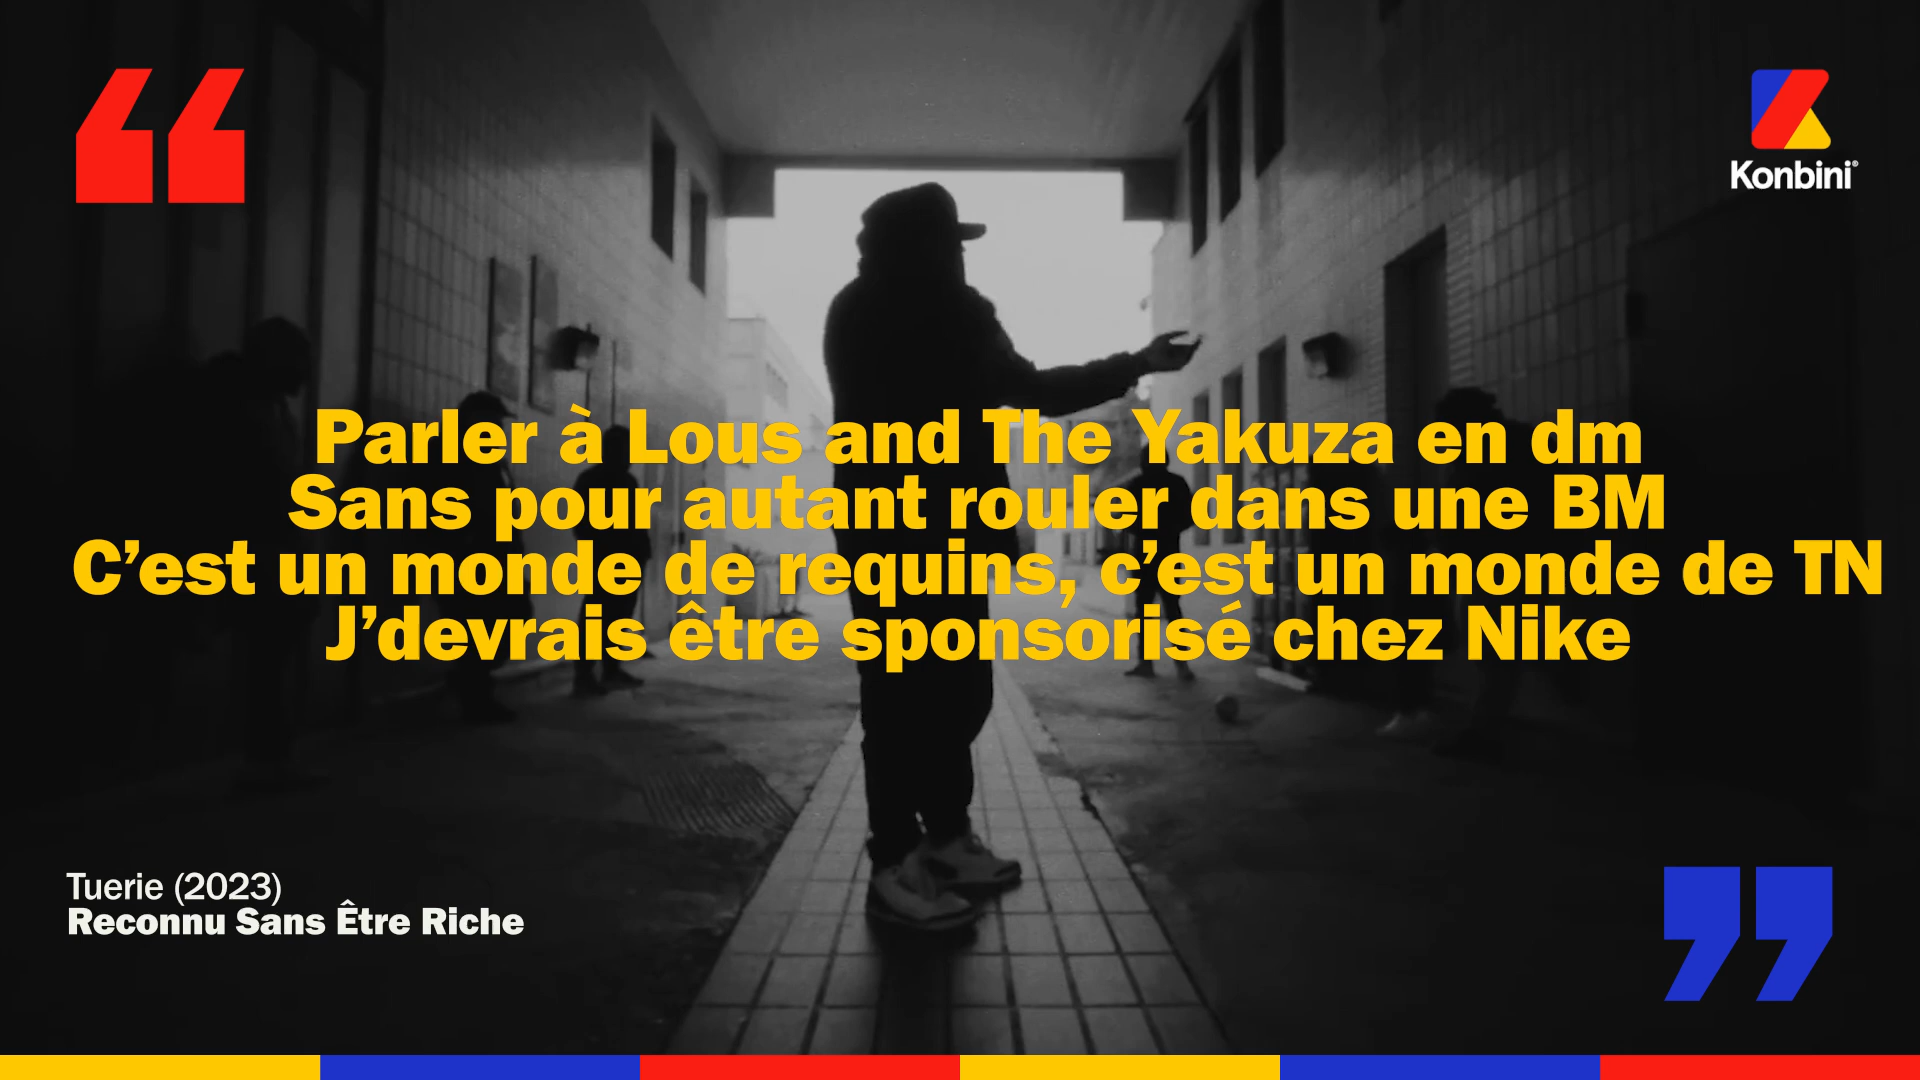 Konbini
Parler à Lous and The Yakuza en dm
Sans pour autant rouler dans une BM
C’est un monde de requins, c’est un monde de TN
J’devrais être sponsorisé chez Nike
Tuerie (2023)
Reconnu Sans Être Riche